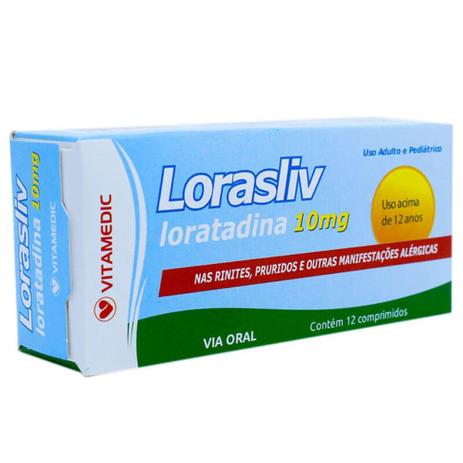 Lorasliv
loratadina 10mg
VITAMEDIC
VITAMEDIC
Uso Adulto e Pediátrico
Lorasliv
loratadina 10mg
Uso acima
de 12 anos
NAS RINITES, PRURIDOS E OUTRAS MANIFESTAÇÕES ALÉRGICAS
VIA ORAL
Contém 12 comprimidos